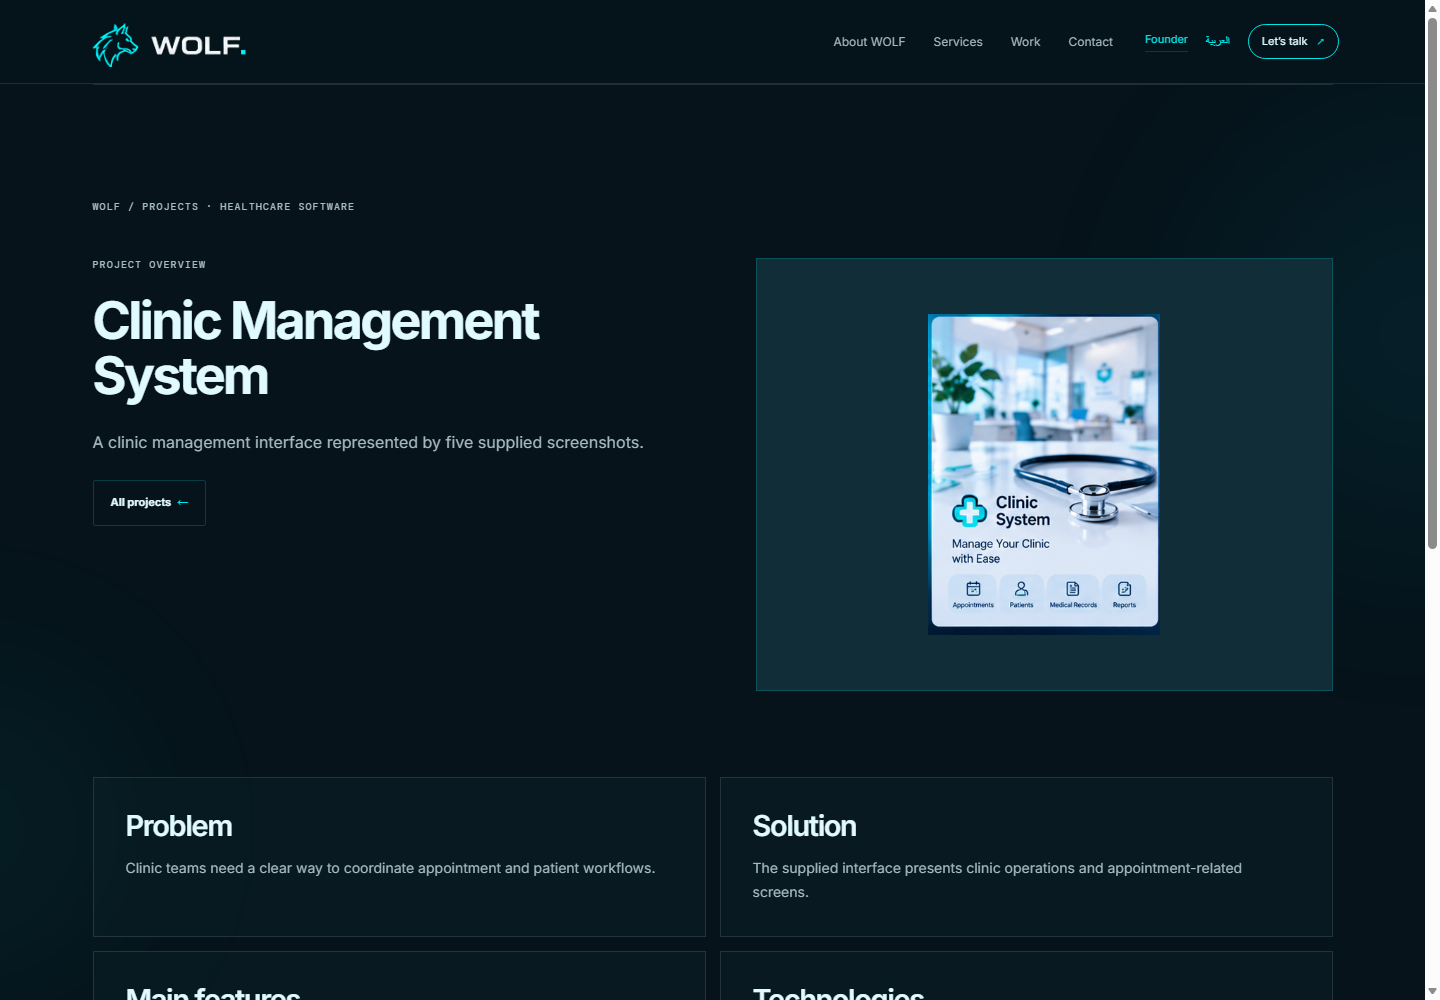 WOLF.
About WOLF
Services
Work
Contact
Founder
العربية
Let's talk ↗
WOLF / PROJECTS · HEALTHCARE SOFTWARE
PROJECT OVERVIEW
Clinic Management
System
A clinic management interface represented by five supplied screenshots.
All projects ←
Clinic
System
Manage Your Clinic
with Ease
Appointments
Patients
Medical Records
Reports
Problem
Clinic teams need a clear way to coordinate appointment and patient workflows.
Solution
The supplied interface presents clinic operations and appointment-related
screens.
Main features
Technologies